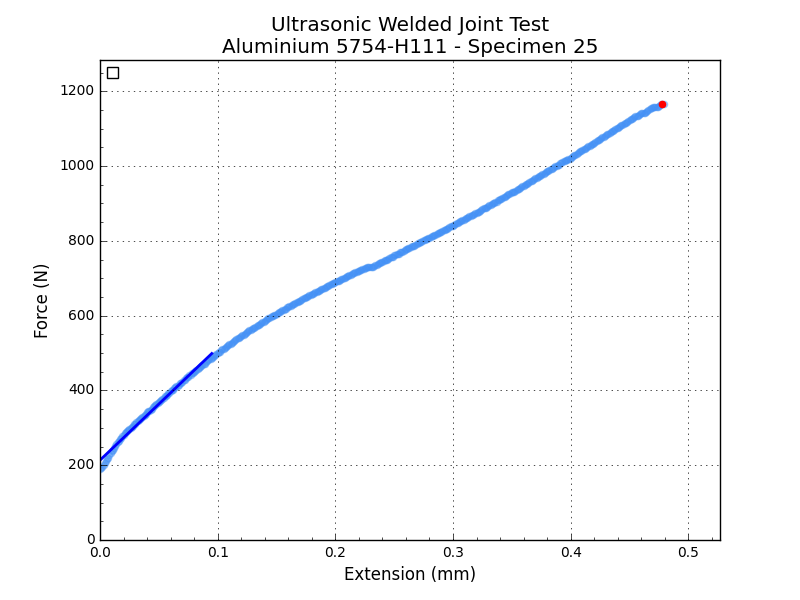 Ultrasonic Welded Joint Test
Aluminium 5754-H111 - Specimen 25
1200
1000
800
600
400
200
0
Force (N)
0.0 0.1 0.2 0.3 0.4 0.5
Extension (mm)